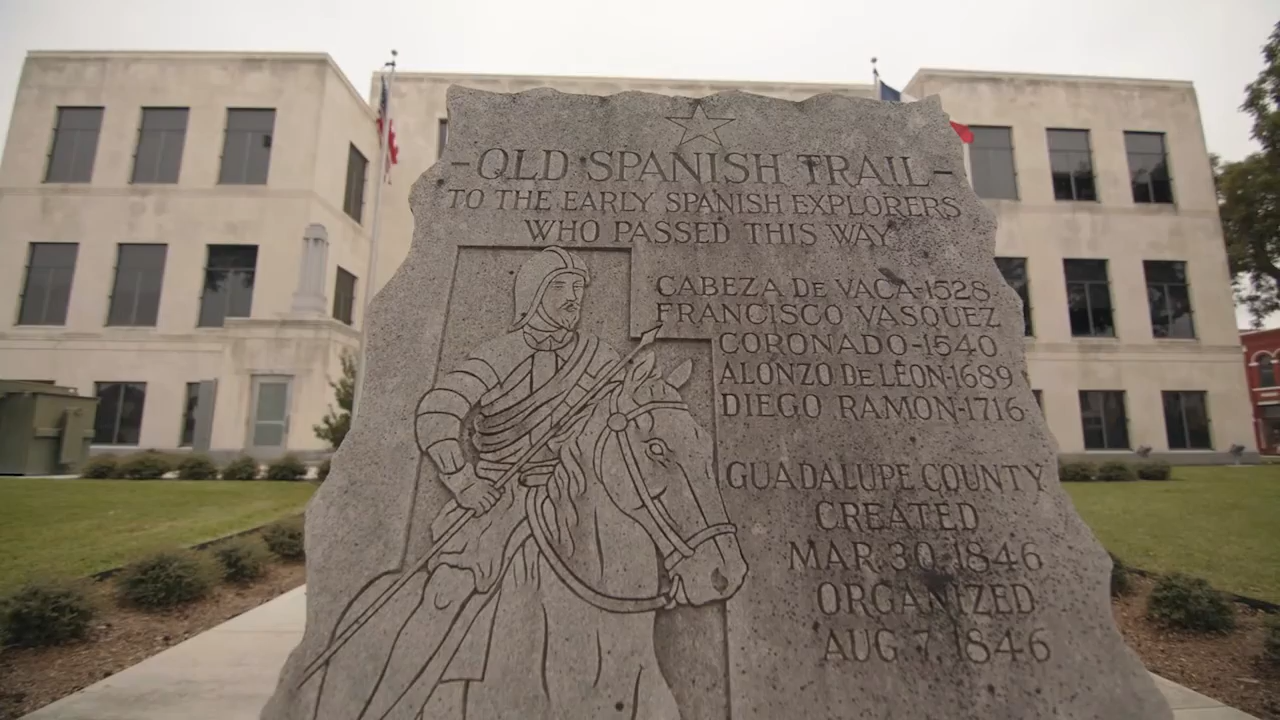 -OLD SPANISH TRAIL-
TO THE EARLY SPANISH EXPLORERS
WHO PASSED THIS WAY
CABEZA DE VACA-1528
FRANCISCO VASQUEZ
CORONADO-1540
ALONZO DE LEON-1689
DIEGO RAMON-1716-
GUADALUPE COUNTY
CREATED
MAR. 30, 1846
ORGANIZED
AUG. 7, 1846